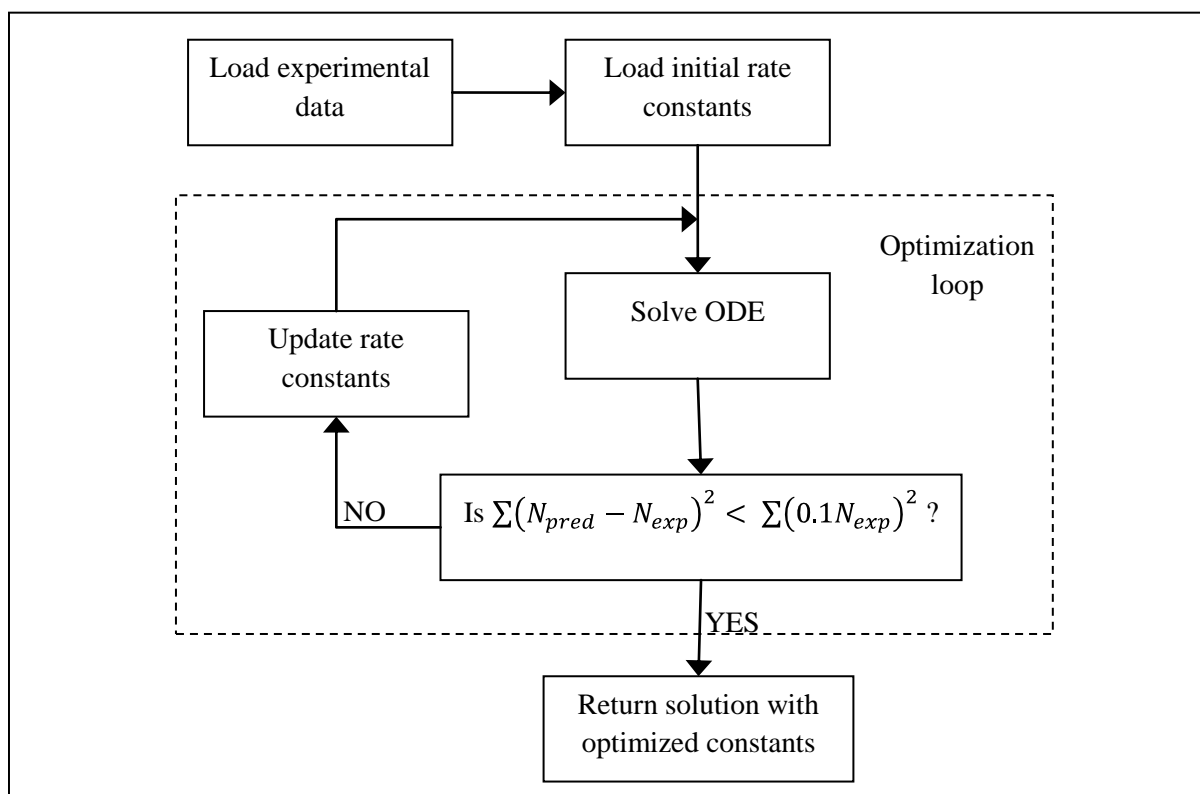 Load experimental
data
Load initial rate
constants
Optimization
loop
Solve ODE
Update rate
constants
NO
Is ∑(N_pred − N_exp)² < ∑(0.1N_exp)² ?
YES
Return solution with
optimized constants